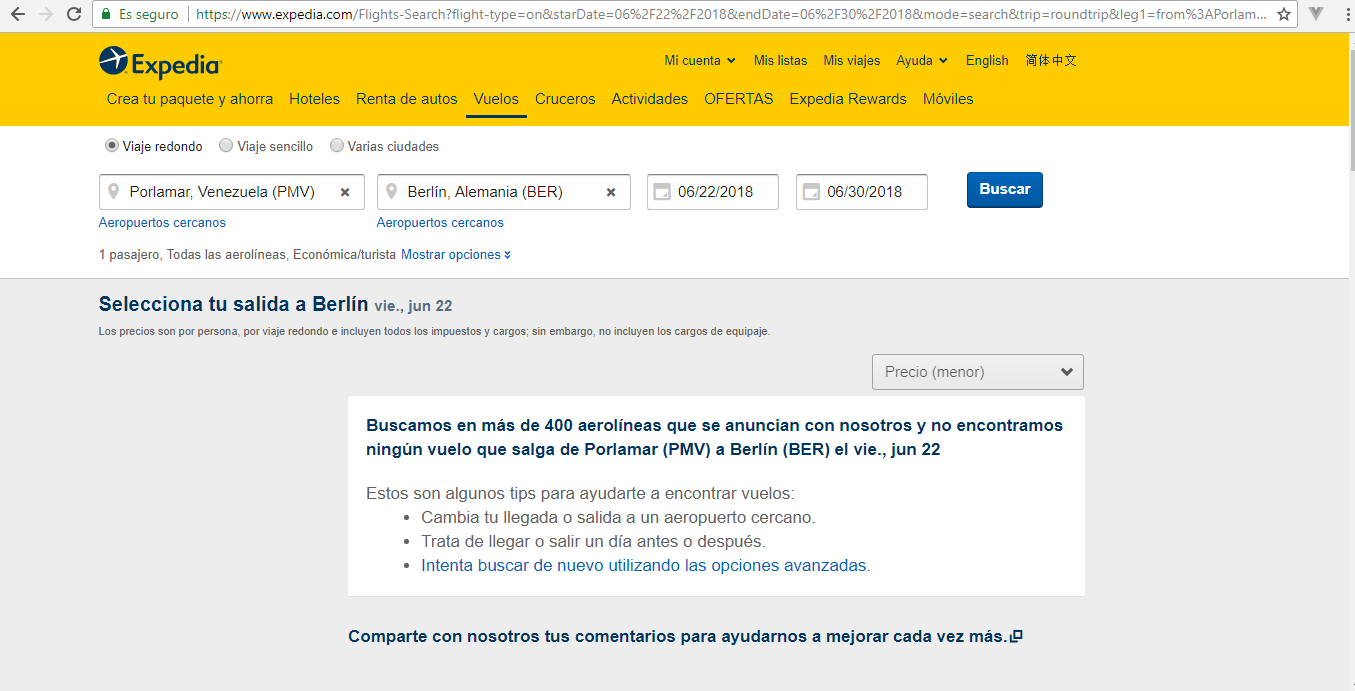 Es seguro https://www.expedia.com/Flights-Search?flight-type=on&starDate=06%2F22%2F2018&endDate=06%2F30%2F2018&mode=search&trip=roundtrip&leg1=from%3APorlam...
Expedia
Mi cuenta Mis listas Mis viajes Ayuda English 简体中文
Crea tu paquete y ahorra Hoteles Renta de autos Vuelos Cruceros Actividades OFERTAS Expedia Rewards Móviles
Viaje redondo Viaje sencillo Varias ciudades
Porlamar, Venezuela (PMV) Berlín, Alemania (BER) 06/22/2018 06/30/2018 Buscar
Aeropuertos cercanos Aeropuertos cercanos
1 pasajero, Todas las aerolíneas, Económica/turista Mostrar opciones
Selecciona tu salida a Berlín vie., jun 22
Los precios son por persona, por viaje redondo e incluyen todos los impuestos y cargos; sin embargo, no incluyen los cargos de equipaje.
Precio (menor)
Buscamos en más de 400 aerolíneas que se anuncian con nosotros y no encontramos
ningún vuelo que salga de Porlamar (PMV) a Berlín (BER) el vie., jun 22
Estos son algunos tips para ayudarte a encontrar vuelos:
• Cambia tu llegada o salida a un aeropuerto cercano.
• Trata de llegar o salir un día antes o después.
• Intenta buscar de nuevo utilizando las opciones avanzadas.
Comparte con nosotros tus comentarios para ayudarnos a mejorar cada vez más.